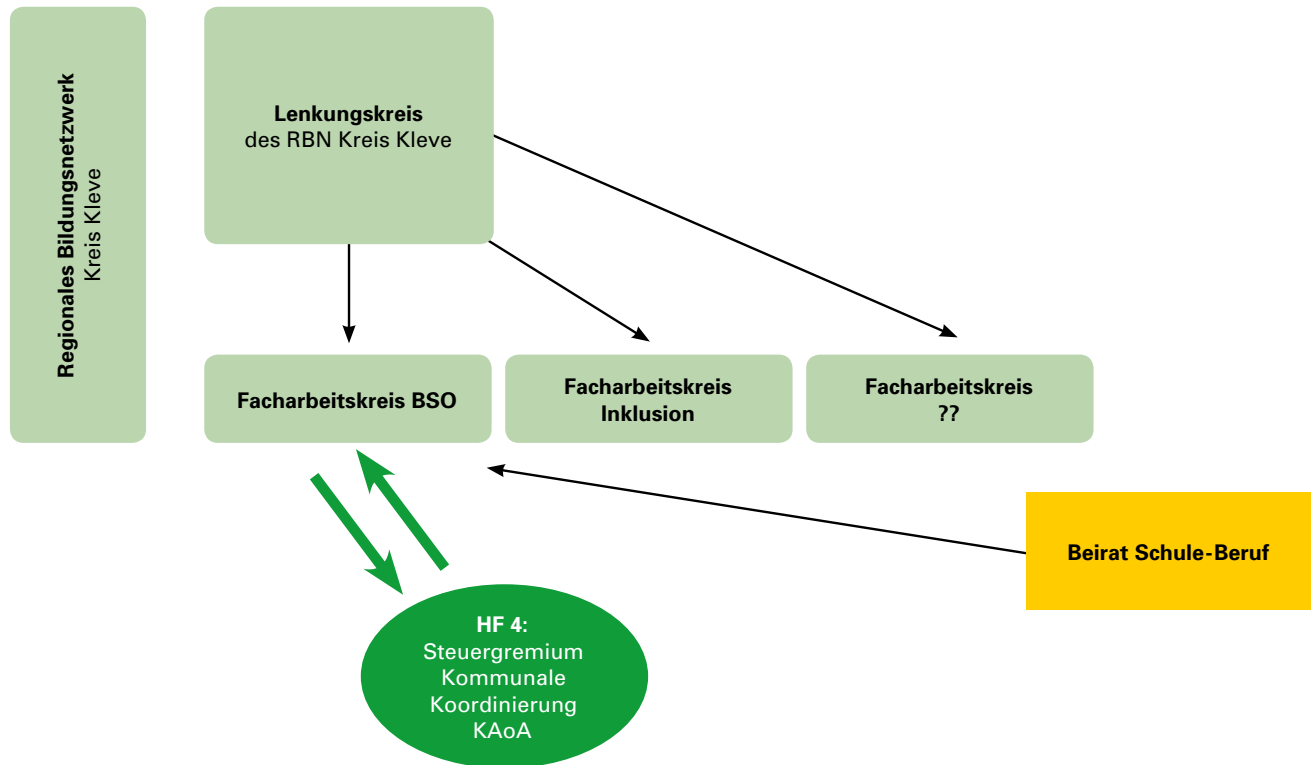 Regionales Bildungsnetzwerk
Kreis Kleve
Lenkungskreis
des RBN Kreis Kleve
Facharbeitskreis BSO
Facharbeitskreis
Inklusion
Facharbeitskreis
??
Beirat Schule-Beruf
HF 4:
Steuergremium
Kommunale
Koordinierung
KAoA